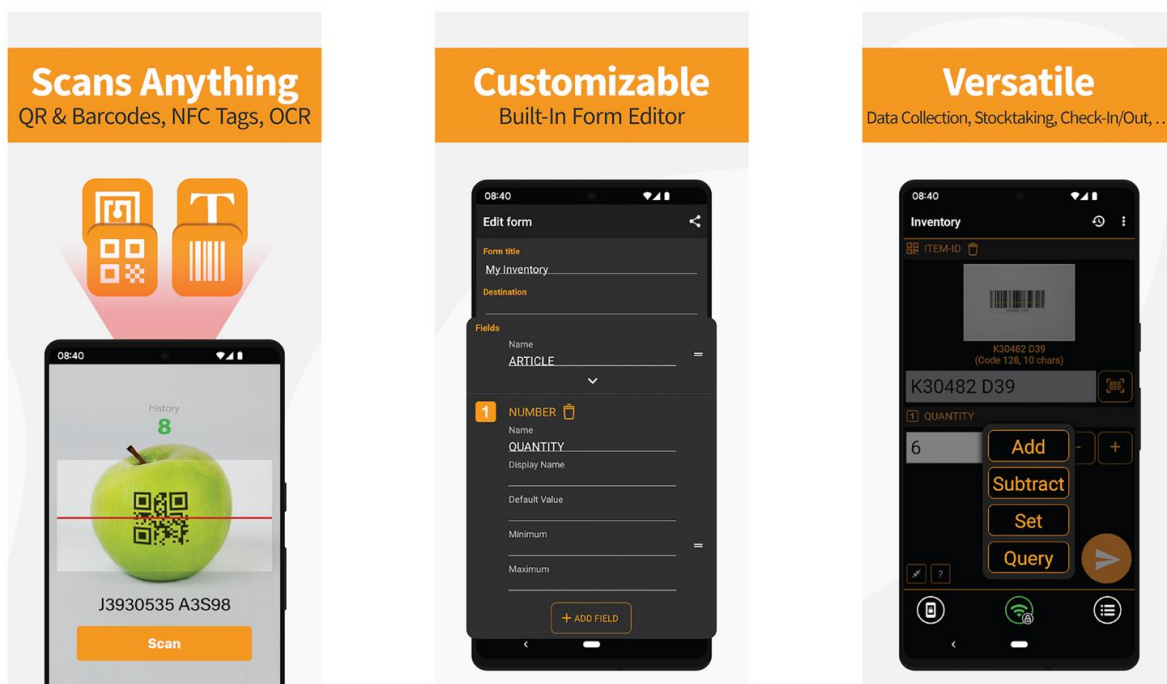 Scans Anything
QR & Barcodes, NFC Tags, OCR
T
08:40
History
8
J3930535 A3S98
Scan
Customizable
Built-In Form Editor
08:40
Edit form
Form title
My Inventory
Destination
Fields
Name
ARTICLE
1 NUMBER
Name
QUANTITY
Display Name
Default Value
Minimum
Maximum
+ ADD FIELD
Versatile
Data Collection, Stocktaking, Check-In/Out, …
08:40
Inventory
ITEM-ID
K30482 D39
(Code 128, 10 chars)
K30482 D39
1 QUANTITY
6 - +
Add
Subtract
Set
Query
?